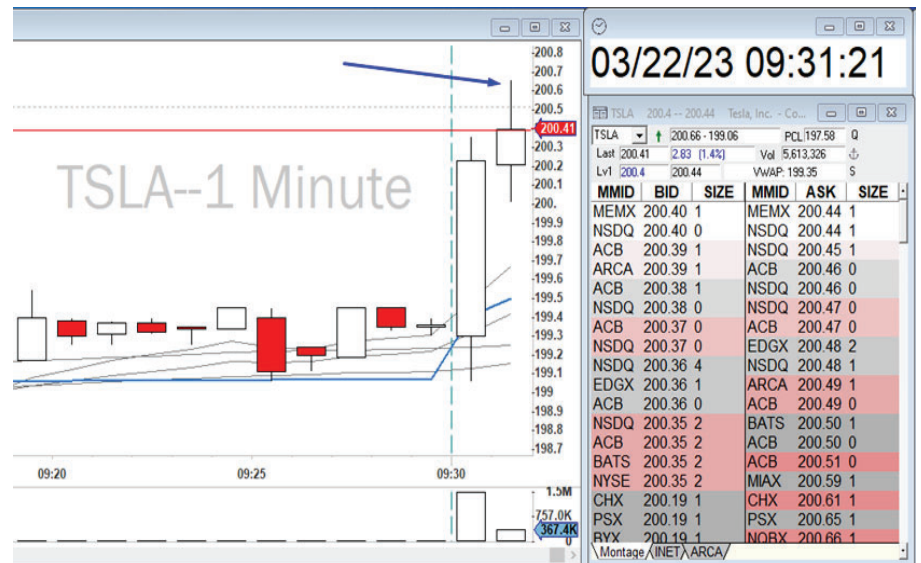 200.8
200.7
200.6
200.5
200.41
200.3
200.2
200.1
200
199.9
199.8
199.7
199.6
199.5
199.4
199.3
199.2
199.1
199
198.9
198.8
198.7
TSLA--1 Minute
09:20 09:25 09:30
1.5M
757.0K
367.4K
0
03/22/23 09:31:21
TSLA 200.4 -- 200.44 Tesla, Inc. - Co...
TSLA 200.66 - 199.06 PCL 197.58 Q
Last 200.41 2.83 (1.4%) Vol 5,613,326
Lv1 200.4 200.44 VWAP: 199.35 S
MMID BID SIZE MMID ASK SIZE
MEMX 200.40 1 MEMX 200.44 1
NSDQ 200.40 0 NSDQ 200.44 1
ACB 200.39 1 NSDQ 200.45 1
ARCA 200.39 1 ACB 200.46 0
ACB 200.38 1 NSDQ 200.46 0
NSDQ 200.38 0 NSDQ 200.47 0
ACB 200.37 0 ACB 200.47 0
NSDQ 200.37 0 EDGX 200.48 2
NSDQ 200.36 4 NSDQ 200.48 1
EDGX 200.36 1 ARCA 200.49 1
ACB 200.36 0 ACB 200.49 0
NSDQ 200.35 2 BATS 200.50 1
ACB 200.35 2 ACB 200.50 0
BATS 200.35 2 ACB 200.51 0
NYSE 200.35 2 MIAX 200.59 1
CHX 200.19 1 CHX 200.61 1
PSX 200.19 1 PSX 200.65 1
BYX 200.19 1 NOBX 200.66 1
Montage INET ARCA